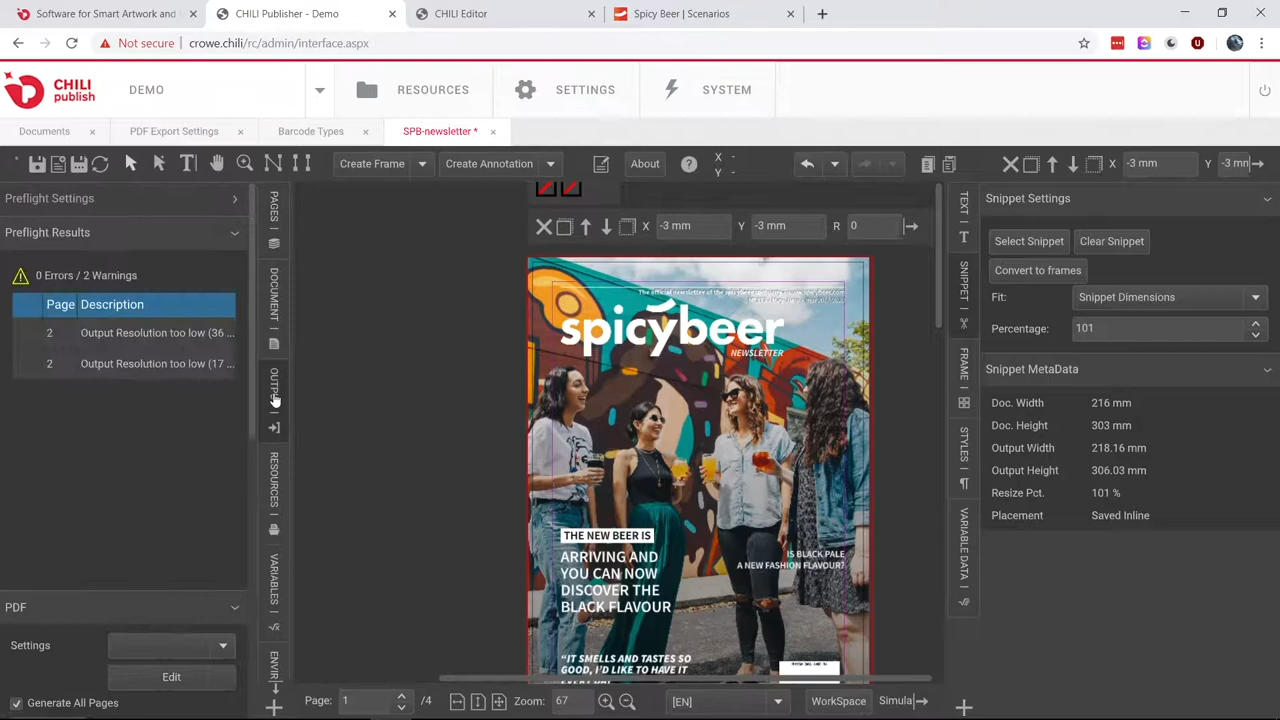 Software for Smart Artwork and
CHILI Publisher - Demo
CHILI Editor
Spicy Beer | Scenarios
Not secure
crowe.chili/rc/admin/interface.aspx
CHILI
publish
DEMO
RESOURCES
SETTINGS
SYSTEM
Documents
PDF Export Settings
Barcode Types
SPB-newsletter *
Create Frame
Create Annotation
About
X -
Y -
X -3 mm
Y -3 mm
Preflight Settings
Preflight Results
0 Errors / 2 Warnings
Page Description
2 Output Resolution too low (36 ...
2 Output Resolution too low (17 ...
PDF
Settings
Edit
Generate All Pages
PAGES
DOCUMENT
OUTPUT
RESOURCES
VARIABLES
ENVIR
X -3 mm Y -3 mm R 0
spicybeer
NEWSLETTER
THE NEW BEER IS
ARRIVING AND
YOU CAN NOW
DISCOVER THE
BLACK FLAVOUR
IS BLACK PALE
A NEW FASHION FLAVOUR?
“IT SMELLS AND TASTES SO
GOOD, I’D LIKE TO HAVE IT
Page: 1 /4
Zoom: 67
[EN]
WorkSpace
Simula
TEXT
SNIPPET
FRAME
STYLES
VARIABLE DATA
Snippet Settings
Select Snippet
Clear Snippet
Convert to frames
Fit: Snippet Dimensions
Percentage: 101
Snippet MetaData
Doc. Width 216 mm
Doc. Height 303 mm
Output Width 218.16 mm
Output Height 306.03 mm
Resize Pct. 101 %
Placement Saved Inline